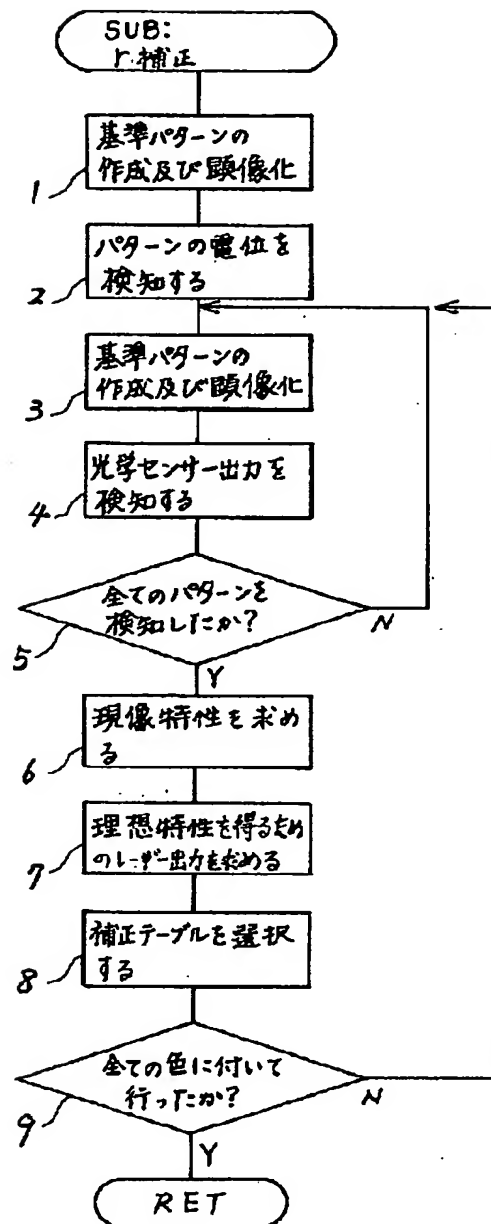 SUB:
r補正
基準パターンの
作成及び顕像化
1
パターンの電位を
検知する
2
基準パターンの
作成及び顕像化
3
光学センサー出力を
検知する
4
全てのパターンを
検知したか?
5
N
Y
現像特性を求め
る
6
理想特性を得るため
のレーザー出力を求める
7
補正テーブルを選択
する
8
全ての色に付いて
行ったか?
9
N
Y
RET